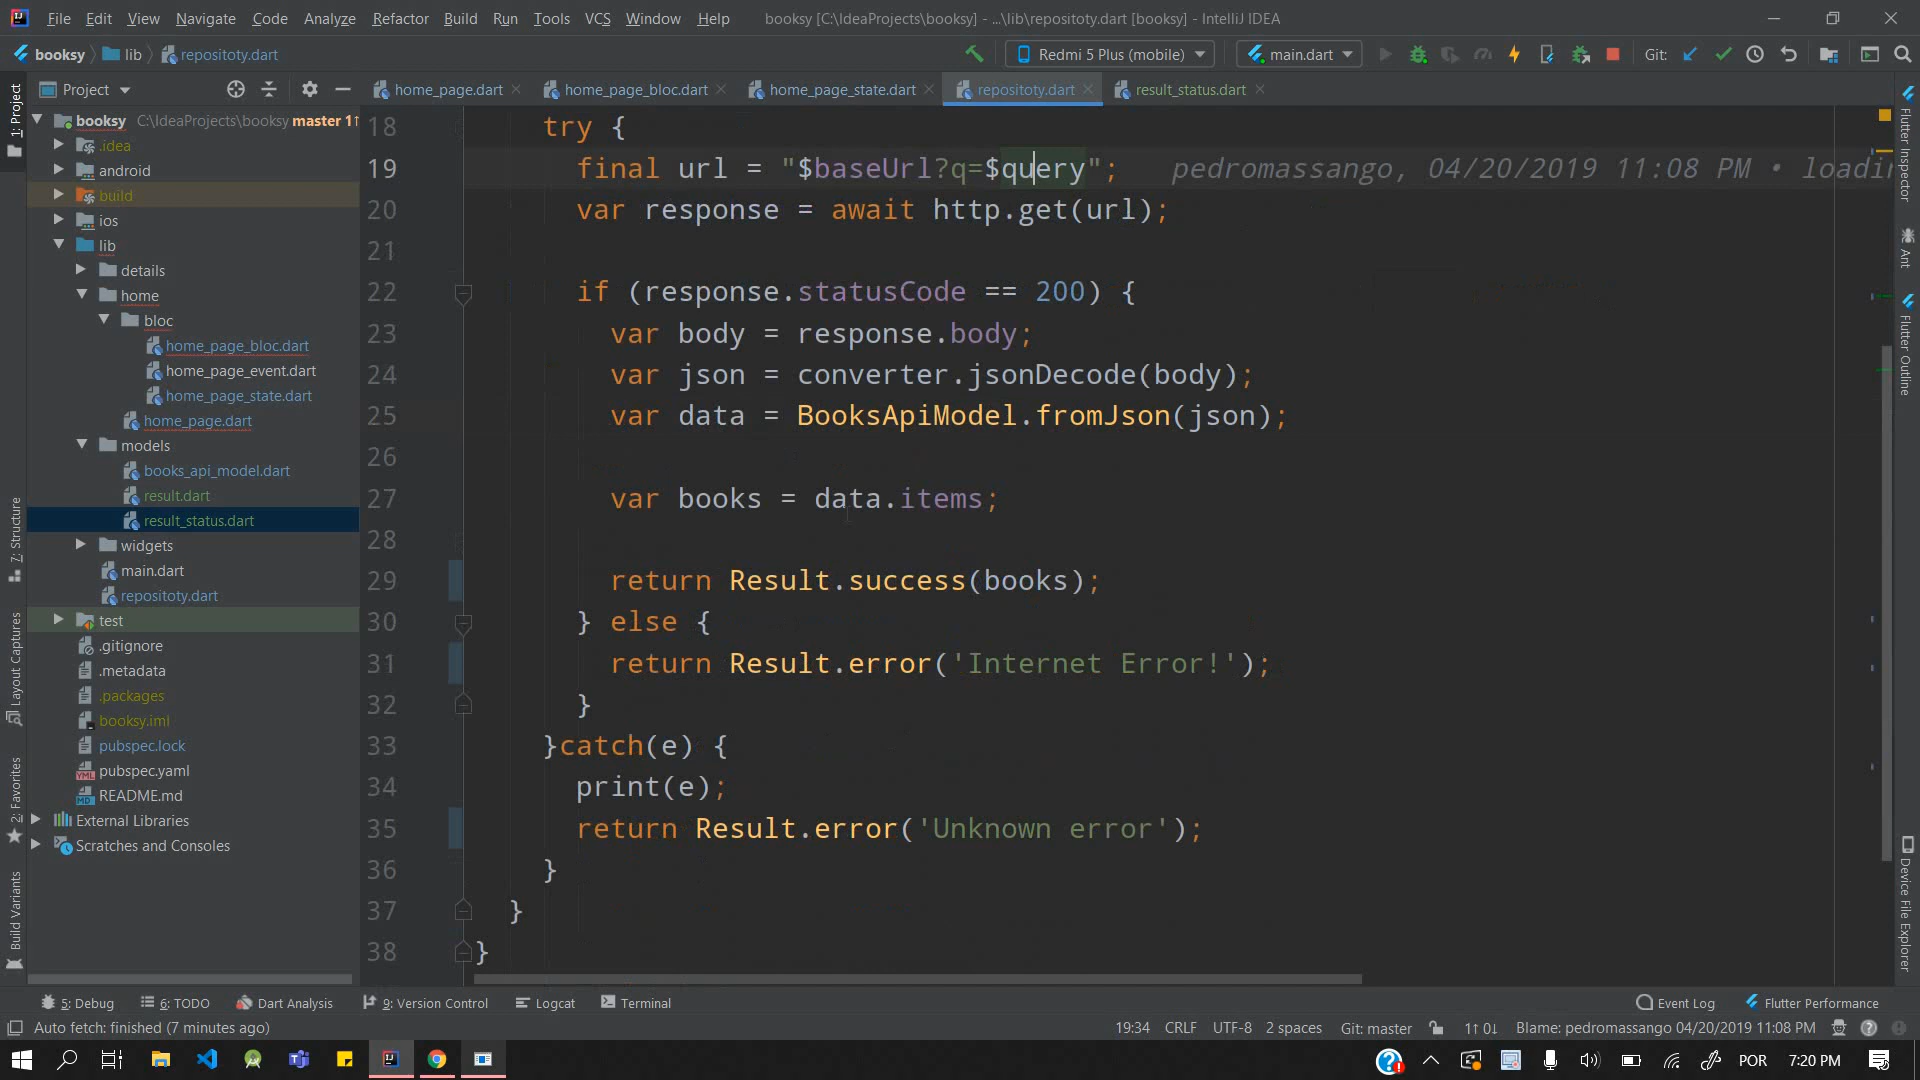 File Edit View Navigate Code Analyze Refactor Build Run Tools VCS Window Help booksy [C:\IdeaProjects\booksy] - ...\lib\repositoty.dart [booksy] - IntelliJ IDEA
booksy lib repositoty.dart Redmi 5 Plus (mobile) main.dart Git:
Project home_page.dart home_page_bloc.dart home_page_state.dart repositoty.dart result_status.dart
1: Project
7: Structure
Layout Captures
2: Favorites
Build Variants
booksy C:\IdeaProjects\booksy master 1↑
.idea
android
build
ios
lib
details
home
bloc
home_page_bloc.dart
home_page_event.dart
home_page_state.dart
home_page.dart
models
books_api_model.dart
result.dart
result_status.dart
widgets
main.dart
repositoty.dart
test
.gitignore
.metadata
.packages
booksy.iml
pubspec.lock
pubspec.yaml
README.md
External Libraries
Scratches and Consoles
18 try {
19 final url = "$baseUrl?q=$query"; pedromassango, 04/20/2019 11:08 PM • loadin
20 var response = await http.get(url);
21
22 if (response.statusCode == 200) {
23 var body = response.body;
24 var json = converter.jsonDecode(body);
25 var data = BooksApiModel.fromJson(json);
26
27 var books = data.items;
28
29 return Result.success(books);
30 } else {
31 return Result.error('Internet Error!');
32 }
33 }catch(e) {
34 print(e);
35 return Result.error('Unknown error');
36 }
37 }
38 }
Flutter Inspector
Ant
Flutter Outline
Device File Explorer
5: Debug 6: TODO Dart Analysis 9: Version Control Logcat Terminal Event Log Flutter Performance
Auto fetch: finished (7 minutes ago) 19:34 CRLF UTF-8 2 spaces Git: master 1↑ 0↓ Blame: pedromassango 04/20/2019 11:08 PM
POR 7:20 PM